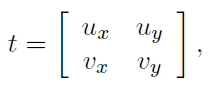 t = [ u_x u_y
v_x v_y ] ,